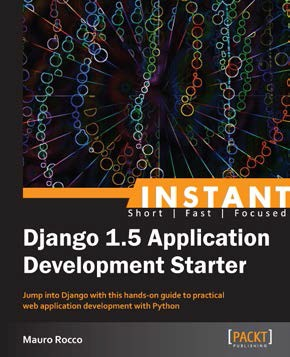 INSTANT
Short | Fast | Focused
Django 1.5 Application
Development Starter
Jump into Django with this hands-on guide to practical
web application development with Python
Mauro Rocco
[PACKT]
PUBLISHING